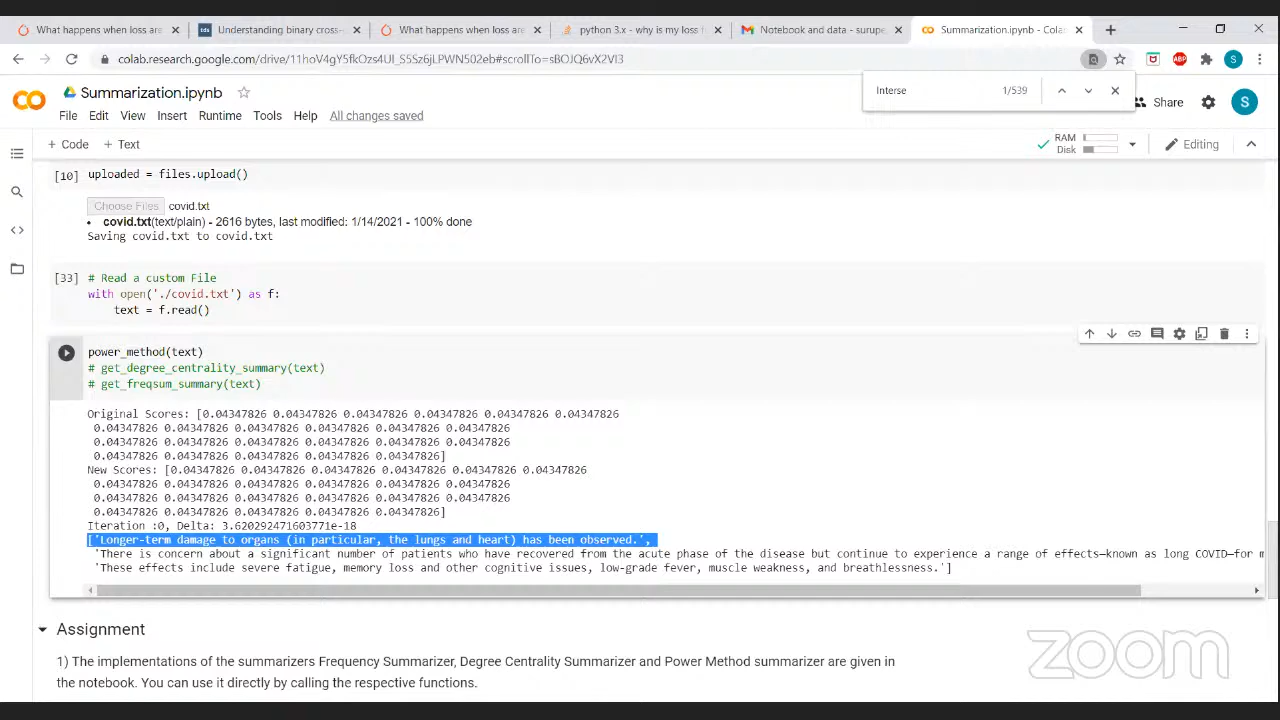 What happens when loss are
Understanding binary cross-
What happens when loss are
python 3.x - why is my loss f
Notebook and data - surupe
Summarization.ipynb - Colab
colab.research.google.com/drive/
ABP
S
Interse
1/539
CO
Summarization.ipynb
Share
S
File Edit View Insert Runtime Tools Help All changes saved
+ Code + Text
RAM
Disk
Editing
[10] uploaded = files.upload()
Choose Files covid.txt
• covid.txt(text/plain) - 2616 bytes, last modified: 1/14/2021 - 100% done
Saving covid.txt to covid.txt
[33] # Read a custom File
with open('./covid.txt') as f:
text = f.read()
power_method(text)
# get_degree_centrality_summary(text)
# get_freqsum_summary(text)
Original Scores: [0.04347826 0.04347826 0.04347826 0.04347826 0.04347826 0.04347826
0.04347826 0.04347826 0.04347826 0.04347826 0.04347826 0.04347826
0.04347826 0.04347826 0.04347826 0.04347826 0.04347826 0.04347826
0.04347826 0.04347826 0.04347826 0.04347826 0.04347826]
New Scores: [0.04347826 0.04347826 0.04347826 0.04347826 0.04347826 0.04347826
0.04347826 0.04347826 0.04347826 0.04347826 0.04347826 0.04347826
0.04347826 0.04347826 0.04347826 0.04347826 0.04347826 0.04347826
0.04347826 0.04347826 0.04347826 0.04347826 0.04347826]
Iteration :0, Delta: 3.620292471603771e-18
['Longer-term damage to organs (in particular, the lungs and heart) has been observed.',
'There is concern about a significant number of patients who have recovered from the acute phase of the disease but continue to experience a range of effects—known as long COVID—for m
'These effects include severe fatigue, memory loss and other cognitive issues, low-grade fever, muscle weakness, and breathlessness.']
Assignment
1) The implementations of the summarizers Frequency Summarizer, Degree Centrality Summarizer and Power Method summarizer are given in
the notebook. You can use it directly by calling the respective functions.
zoom